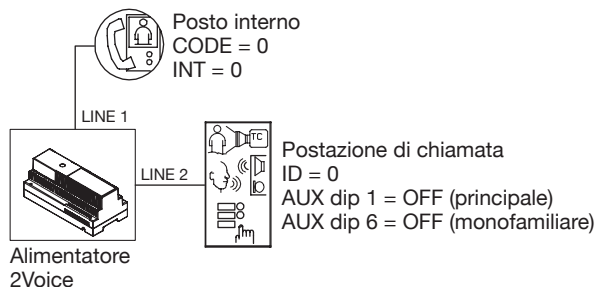 Posto interno
CODE = 0
INT = 0
LINE 1
TC
LINE 2
Postazione di chiamata
ID = 0
AUX dip 1 = OFF (principale)
AUX dip 6 = OFF (monofamiliare)
Alimentatore
2Voice